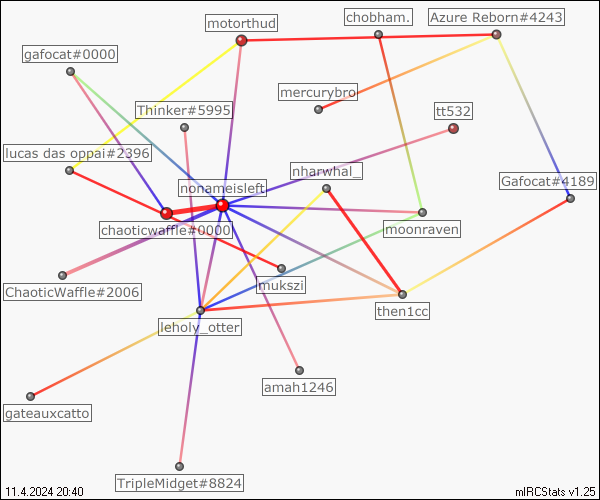 motorthud
chobham.
Azure Reborn#4243
gafocat#0000
mercurybro
Thinker#5995
tt532
lucas das oppai#2396
nharwhal_
nonameisleft
Gafocat#4189
chaoticwaffle#0000
moonraven
ChaoticWaffle#2006
mukszi
then1cc
leholy_otter
amah1246
gateauxcatto
TripleMidget#8824
11.4.2024 20:40
mIRCStats v1.25